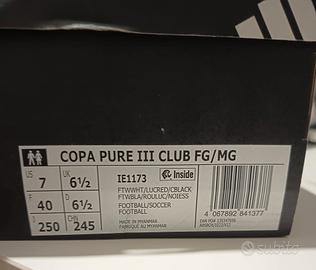 COPA PURE III CLUB FG/MG
US 7 UK 6½
F 40 D 6½
J 250 CHN 245
IE1173
Inside
FTWWHT/LUCRED/CBLACK
FTWBLA/ROULUC/NOIESS
FOOTBALL/SOCCER
FOOTBALL
MADE IN MYANMAR
FABRIQUÉ AU MYANMAR
4 067892 841377
subito